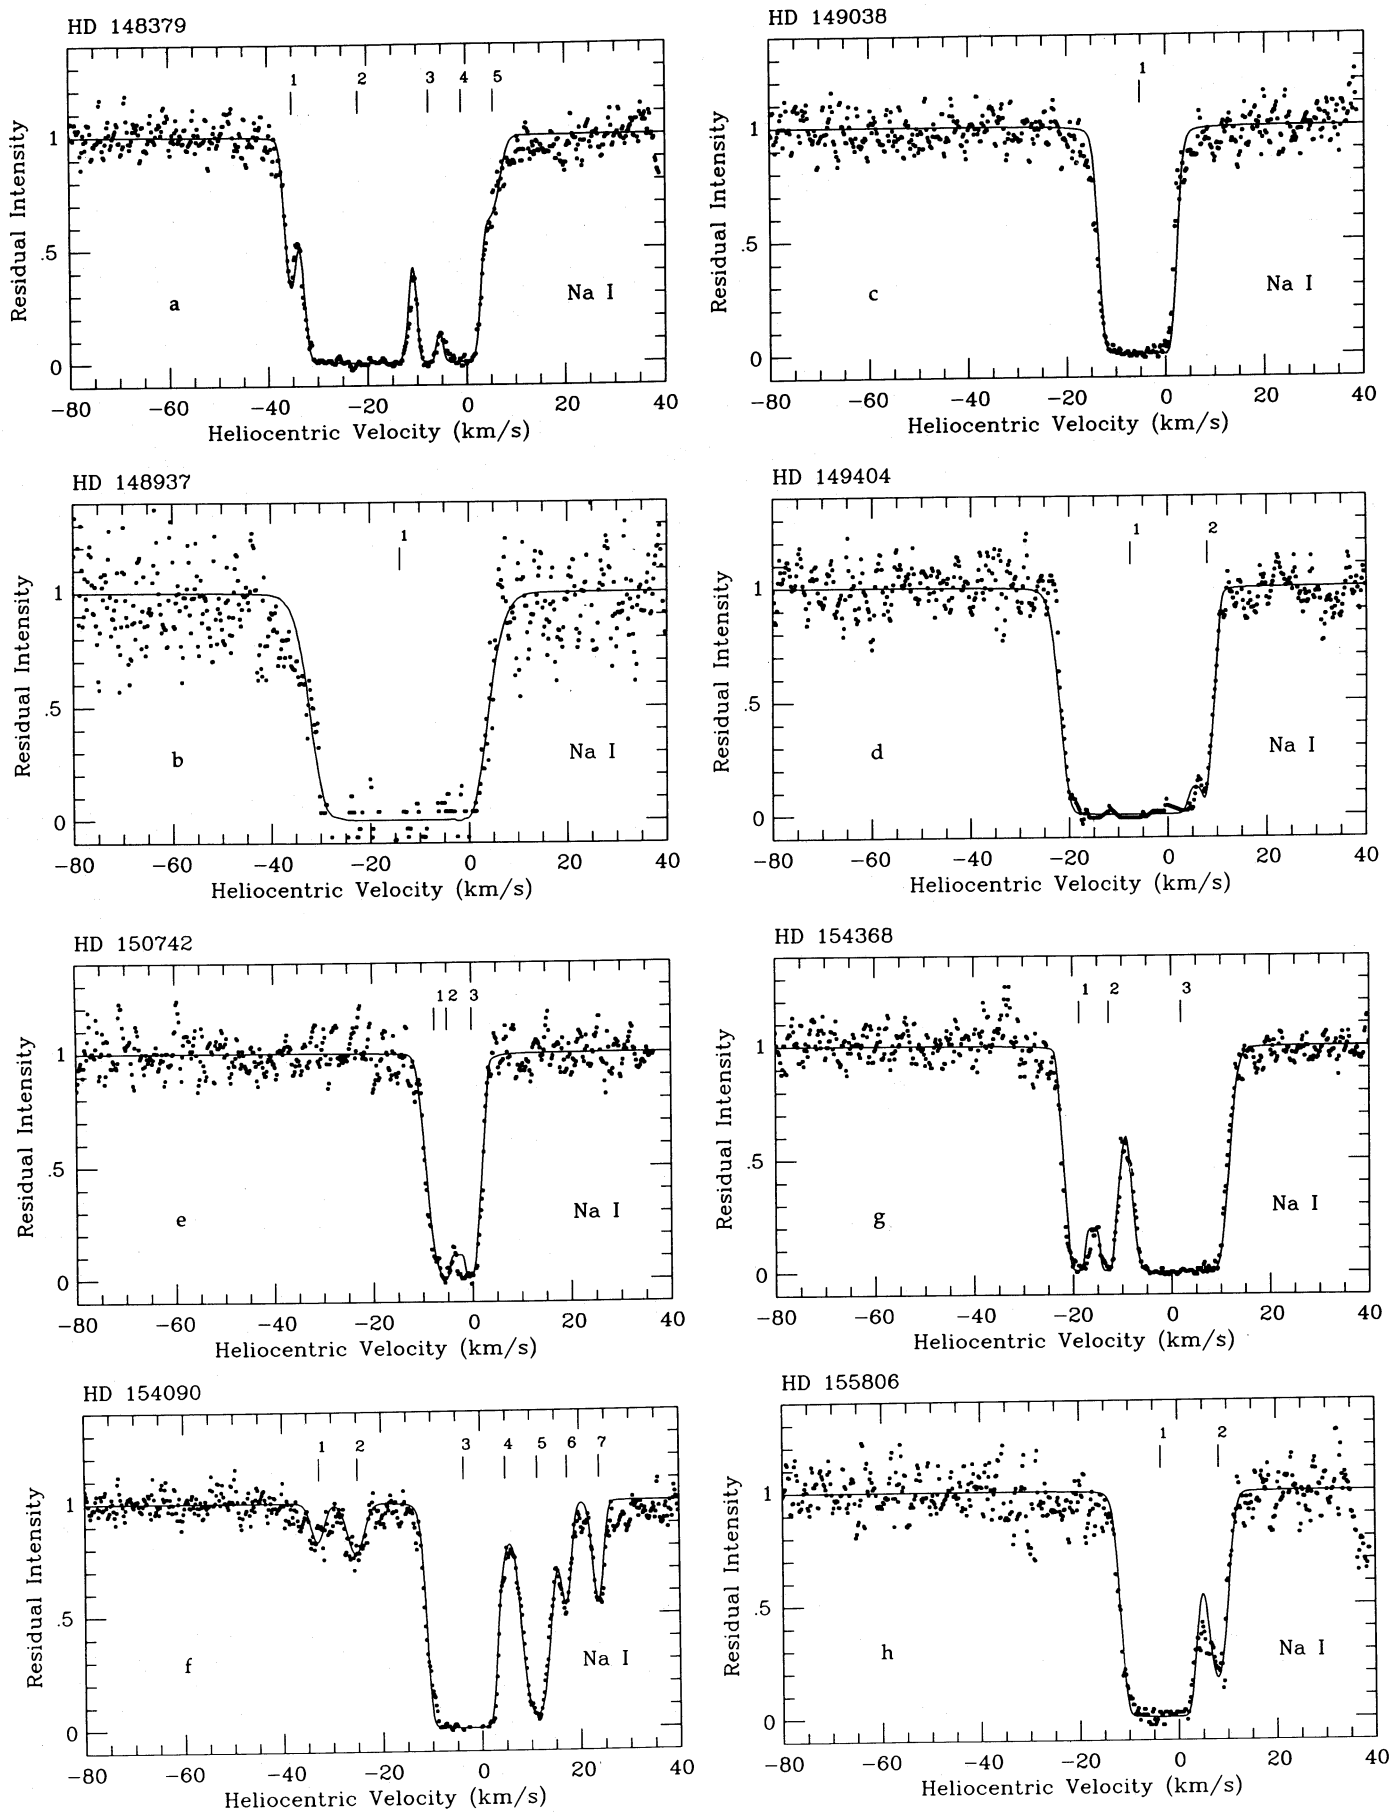 HD 148379
1 2 3 4 5
Residual Intensity
1
.5
0
a
Na I
−80 −60 −40 −20 0 20 40
Heliocentric Velocity (km/s)
HD 149038
1
Residual Intensity
1
.5
0
c
Na I
−80 −60 −40 −20 0 20 40
Heliocentric Velocity (km/s)
HD 148937
1
Residual Intensity
1
.5
0
b
Na I
−80 −60 −40 −20 0 20 40
Heliocentric Velocity (km/s)
HD 149404
1 2
Residual Intensity
1
.5
0
d
Na I
−80 −60 −40 −20 0 20 40
Heliocentric Velocity (km/s)
HD 150742
1 2 3
Residual Intensity
1
.5
0
e
Na I
−80 −60 −40 −20 0 20 40
Heliocentric Velocity (km/s)
HD 154368
1 2 3
Residual Intensity
1
.5
0
g
Na I
−80 −60 −40 −20 0 20 40
Heliocentric Velocity (km/s)
HD 154090
1 2 3 4 5 6 7
Residual Intensity
1
.5
0
f
Na I
−80 −60 −40 −20 0 20 40
Heliocentric Velocity (km/s)
HD 155806
1 2
Residual Intensity
1
.5
0
h
Na I
−80 −60 −40 −20 0 20 40
Heliocentric Velocity (km/s)